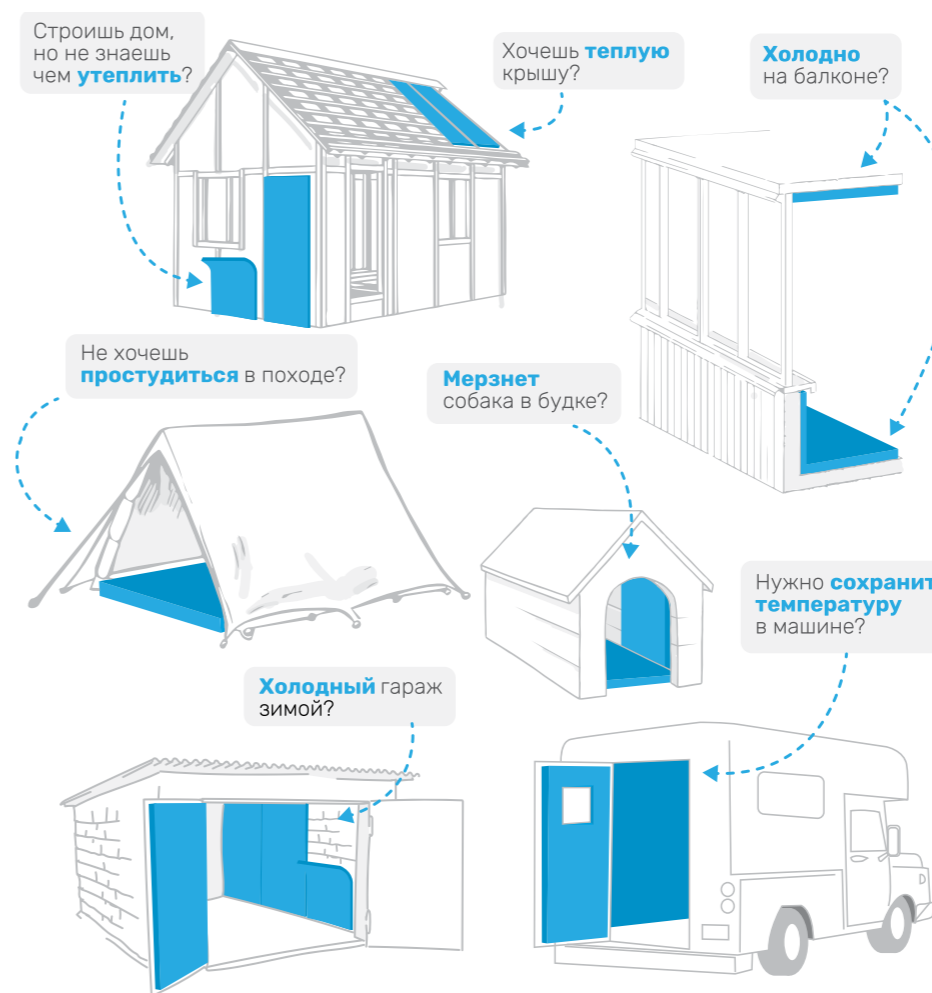 Строишь дом,
но не знаешь
чем утеплить?
Хочешь теплую
крышу?
Холодно
на балконе?
Не хочешь
простудиться в походе?
Мерзнет
собака в будке?
Нужно сохранит
температуру
в машине?
Холодный гараж
зимой?